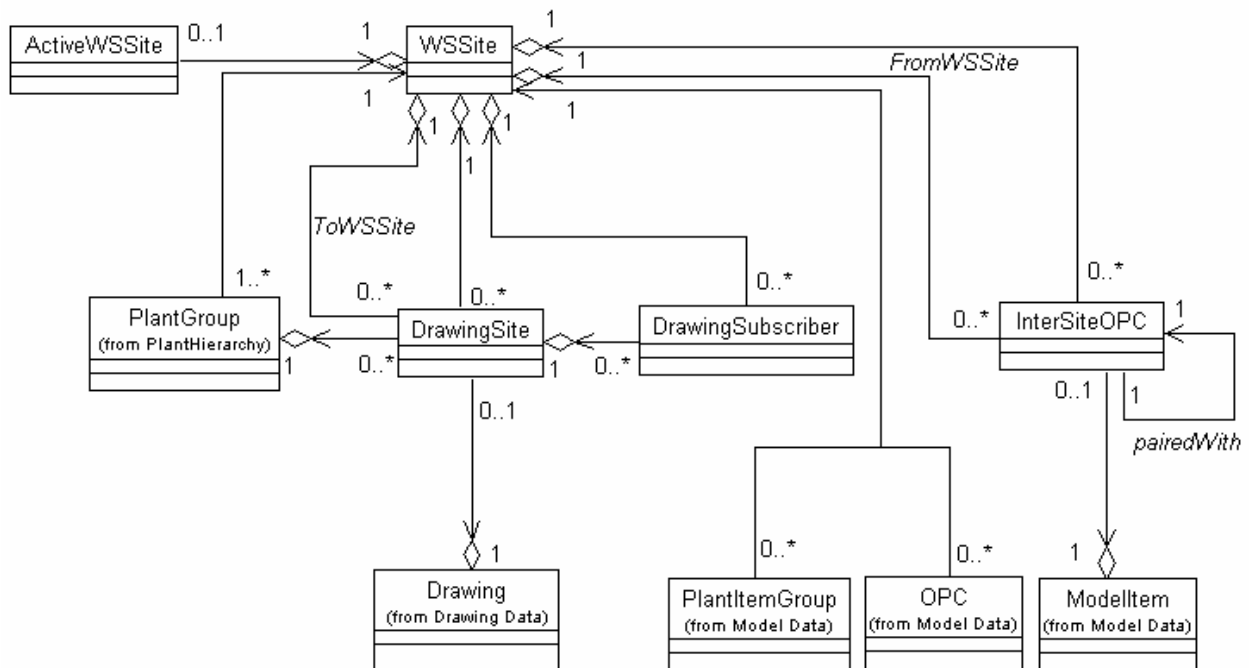 0..1
1
1
ActiveWSSite
WSSite
1
FromWSSite
1
1
1
1
1
1
ToWSSite
1..*
0..*
0..*
0..*
0..*
0..*
1
PlantGroup
(from PlantHierarchy)
DrawingSite
DrawingSubscriber
InterSiteOPC
1
0..*
1
0..*
0..1
0..1
1
pairedWith
1
0..*
0..*
1
Drawing
(from Drawing Data)
PlantItemGroup
(from Model Data)
OPC
(from Model Data)
ModelItem
(from Model Data)